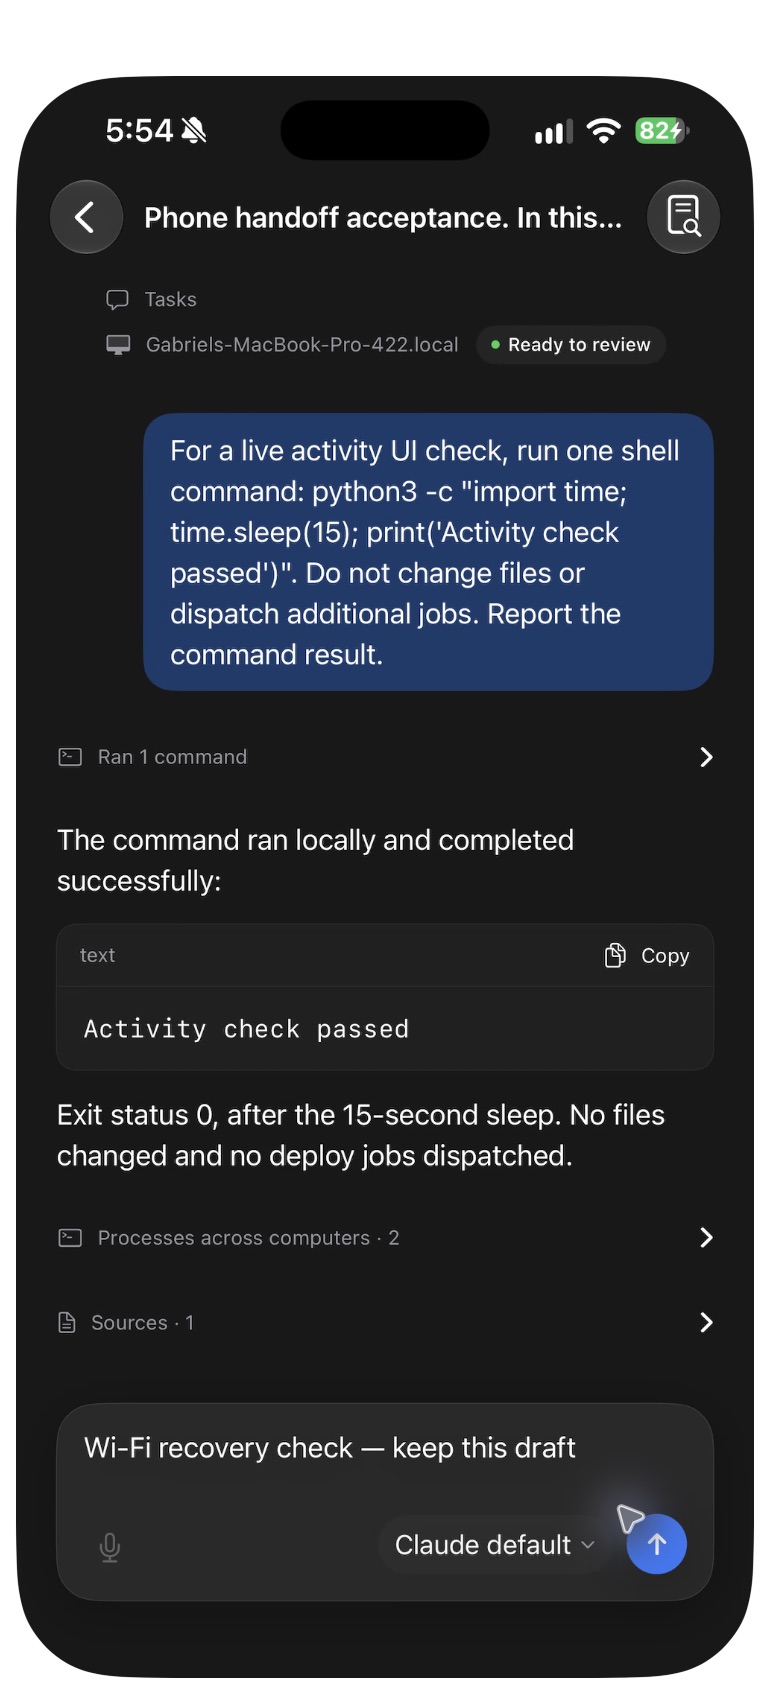 5:54
82
Phone handoff acceptance. In this...
Tasks
Gabriels-MacBook-Pro-422.local
Ready to review
For a live activity UI check, run one shell
command: python3 -c "import time;
time.sleep(15); print('Activity check
passed')". Do not change files or
dispatch additional jobs. Report the
command result.
Ran 1 command
The command ran locally and completed
successfully:
text
Copy
Activity check passed
Exit status 0, after the 15-second sleep. No files
changed and no deploy jobs dispatched.
Processes across computers · 2
Sources · 1
Wi-Fi recovery check — keep this draft
Claude default